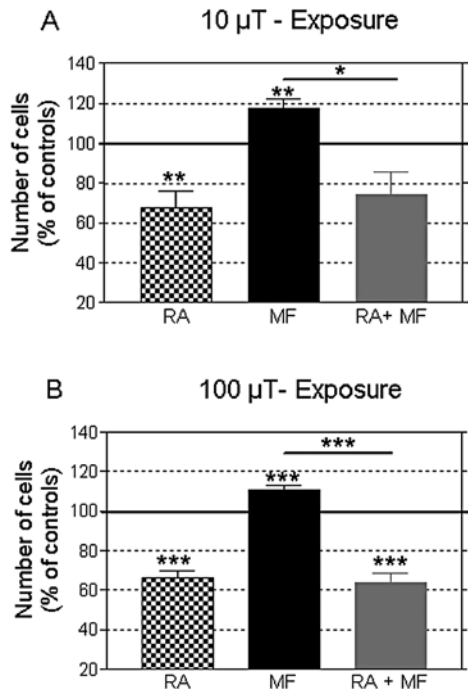 A
10 µT - Exposure
Number of cells
(% of controls)
140
120
100
80
60
40
20
*
**
**
RA
MF
RA+ MF
B
100 µT- Exposure
Number of cells
(% of controls)
140
120
100
80
60
40
20
***
***
***
***
RA
MF
RA + MF